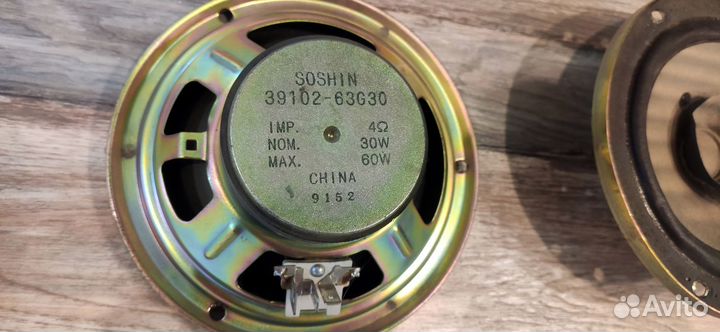 SOSHIN
39102-63G30
IMP. 4Ω
NOM. 30W
MAX. 60W
CHINA
9152
Avito